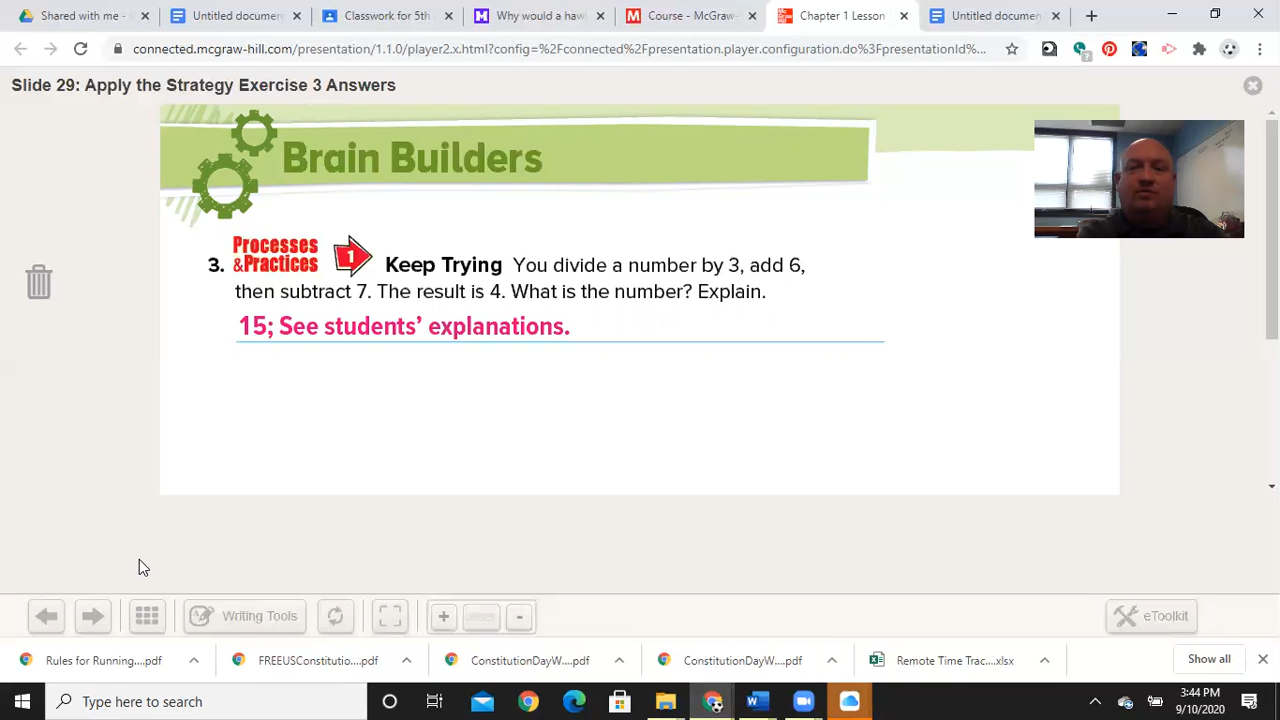 Shared with me - G
Untitled documen
Classwork for 5th
Why would a hawk
Course - McGraw-
Chapter 1 Lesson
Untitled documen
connected.mcgraw-hill.com/presentation/1.1.0/player2.x.html?config=%2Fconnected%2Fpresentation.player.configuration.do%3FpresentationId%...
Slide 29: Apply the Strategy Exercise 3 Answers
Brain Builders
3. Processes &Practices 1 Keep Trying You divide a number by 3, add 6,
then subtract 7. The result is 4. What is the number? Explain.
15; See students’ explanations.
Writing Tools
eToolkit
Rules for Running....pdf
FREEUSConstitutio....pdf
ConstitutionDayW....pdf
ConstitutionDayW....pdf
Remote Time Trac....xlsx
Show all
Type here to search
3:44 PM
9/10/2020